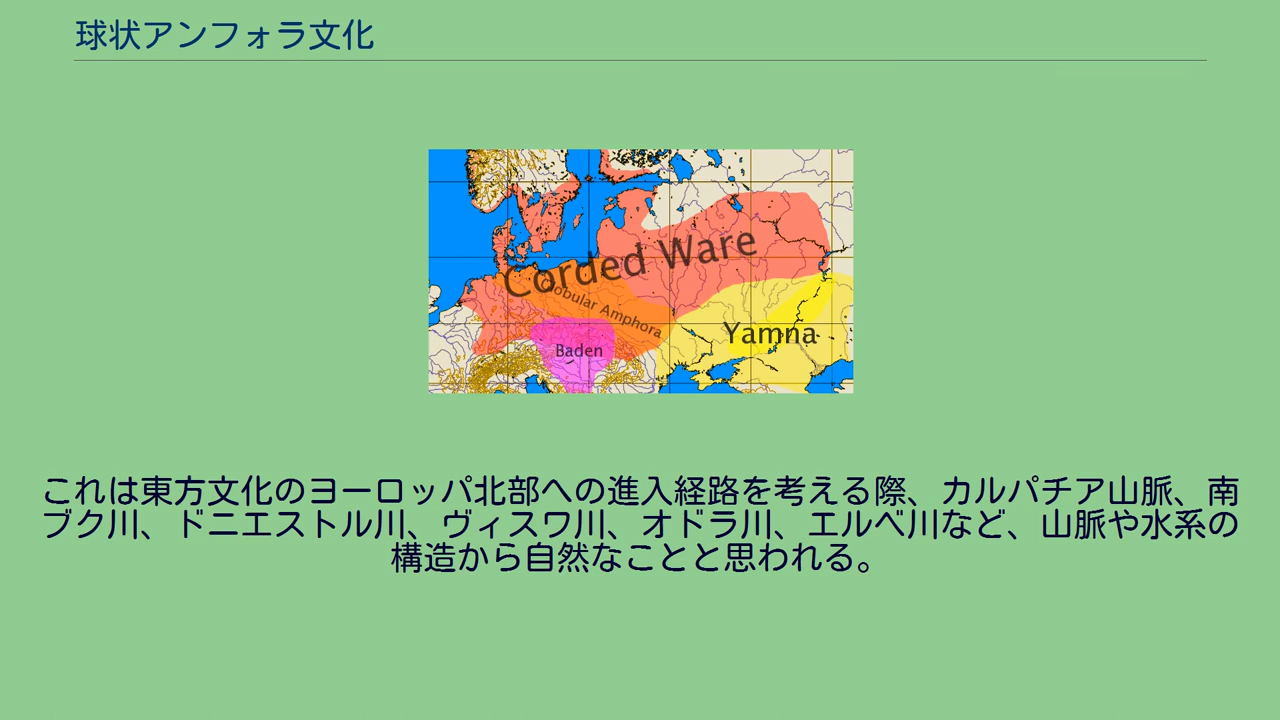 球状アンフォラ文化
Corded Ware
Globular Amphora
Yamna
Baden
これは東方文化のヨーロッパ北部への進入経路を考える際、カルパチア山脈、南
ブク川、ドニエストル川、ヴィスワ川、オドラ川、エルベ川など、山脈や水系の
構造から自然なことと思われる。